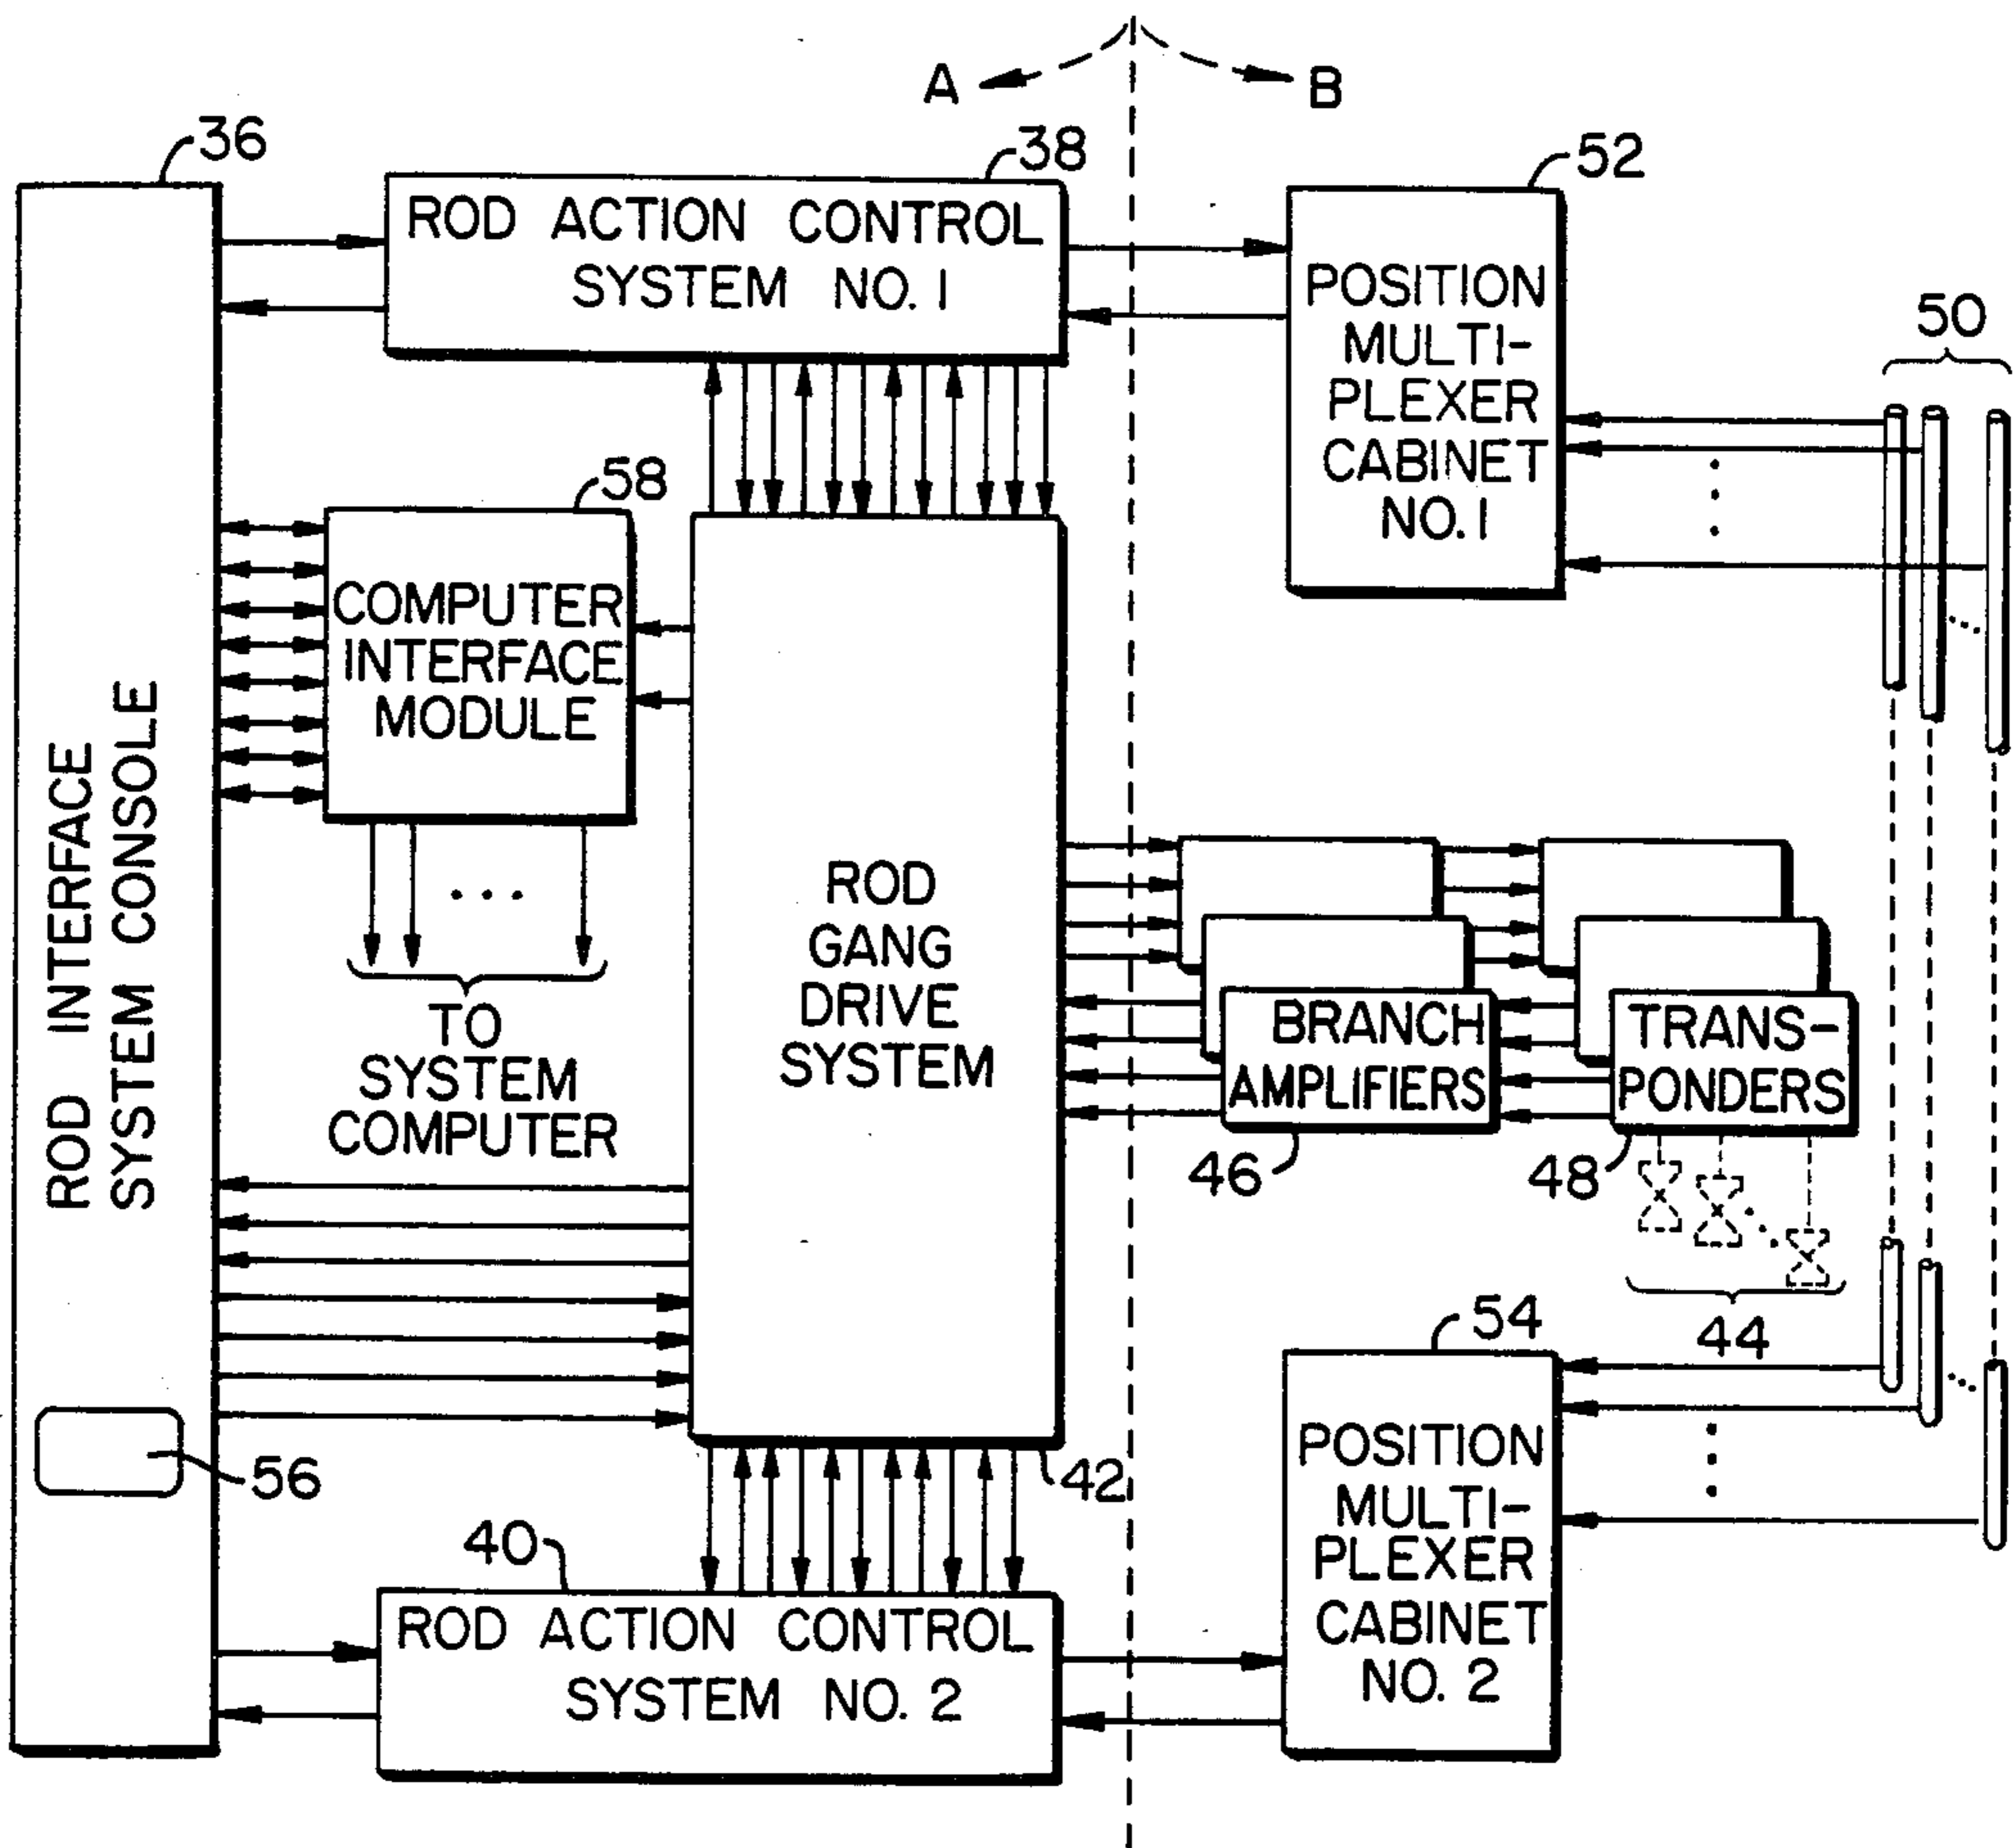 A
B
36
38
52
ROD ACTION CONTROL
SYSTEM NO. 1
POSITION
MULTI-
PLEXER
CABINET
NO. 1
50
58
COMPUTER
INTERFACE
MODULE
ROD INTERFACE
SYSTEM CONSOLE
TO
SYSTEM
COMPUTER
ROD
GANG
DRIVE
SYSTEM
BRANCH
AMPLIFIERS
TRANS-
PONDERS
46
48
44
54
56
42
40
ROD ACTION CONTROL
SYSTEM NO. 2
POSITION
MULTI-
PLEXER
CABINET
NO. 2